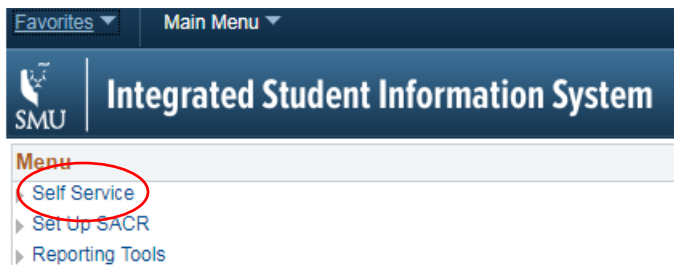 Favorites Main Menu
SMU Integrated Student Information System
Menu
Self Service
Set Up SACR
Reporting Tools